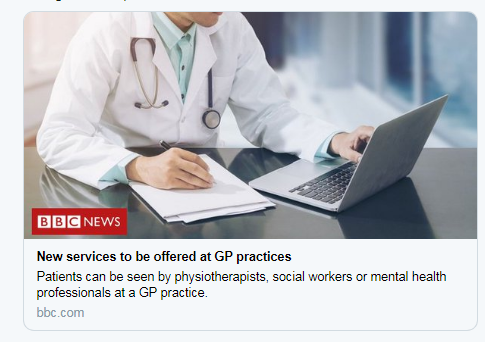 BBC NEWS
New services to be offered at GP practices
Patients can be seen by physiotherapists, social workers or mental health
professionals at a GP practice.
bbc.com